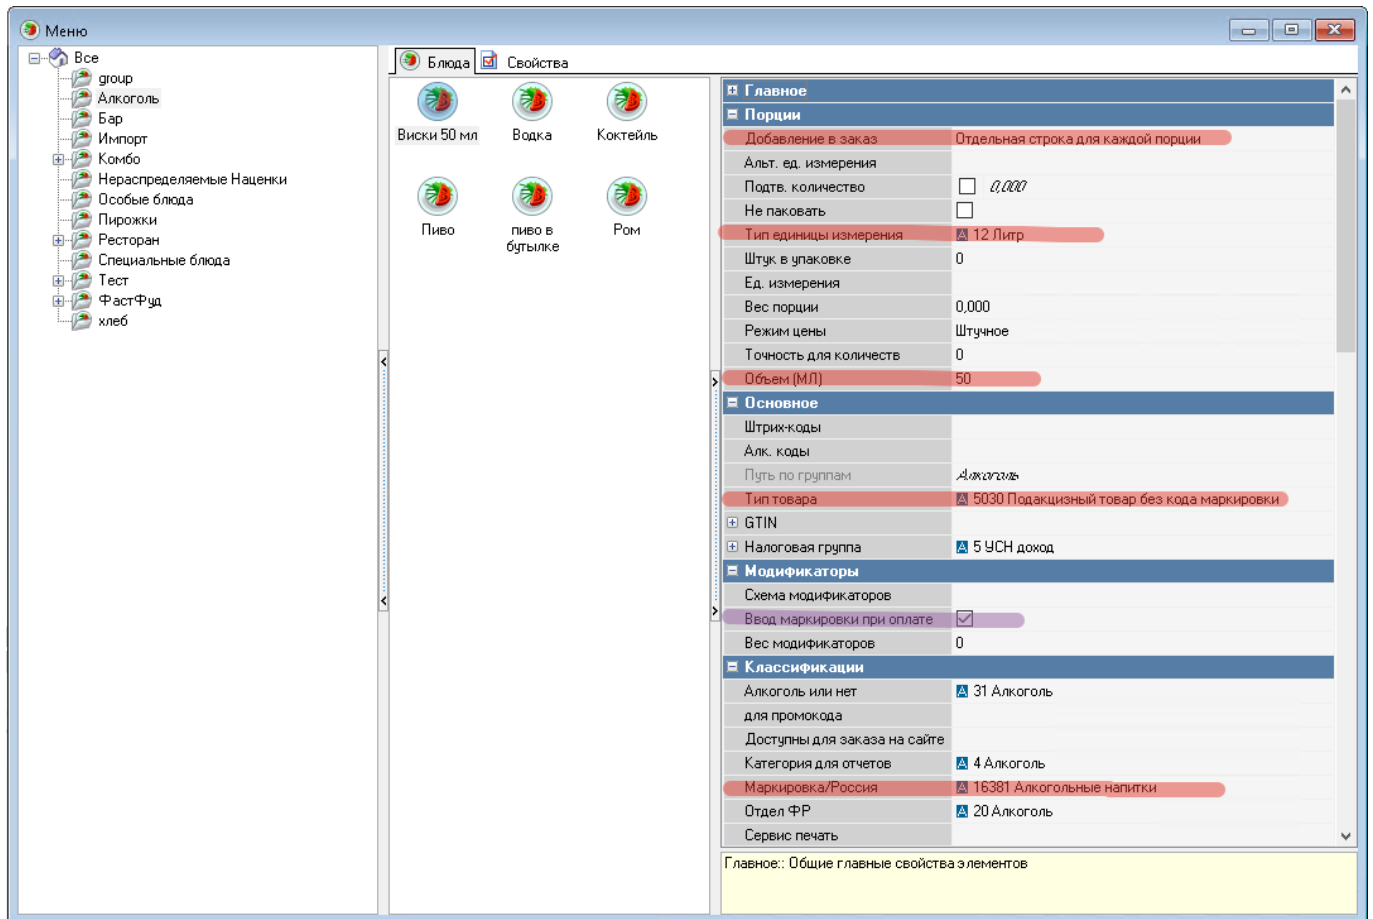 Меню
Все
group
Алкоголь
Бар
Импорт
Комбо
Нераспределяемые Наценки
Особые блюда
Пирожки
Ресторан
Специальные блюда
Тест
ФастФуд
хлеб
Блюда Свойства
Виски 50 мл Водка Коктейль
Пиво пиво в бутылке Ром
Главное
Порции
Добавление в заказ Отдельная строка для каждой порции
Альт. ед. измерения
Подтв. количество 0,000
Не паковать
Тип единицы измерения A 12 Литр
Штук в упаковке 0
Ед. измерения
Вес порции 0,000
Режим цены Штучное
Точность для количеств 0
Объем (МЛ) 50
Основное
Штрих-коды
Алк. коды
Путь по группам Алкоголь
Тип товара A 5030 Подакцизный товар без кода маркировки
GTIN
Налоговая группа A 5 УСН доход
Модификаторы
Схема модификаторов
Ввод маркировки при оплате
Вес модификаторов 0
Классификации
Алкоголь или нет A 31 Алкоголь
для промокода
Доступны для заказа на сайте
Категория для отчетов A 4 Алкоголь
Маркировка/Россия A 16381 Алкогольные напитки
Отдел ФР A 20 Алкоголь
Сервис печать
Главное:: Общие главные свойства элементов